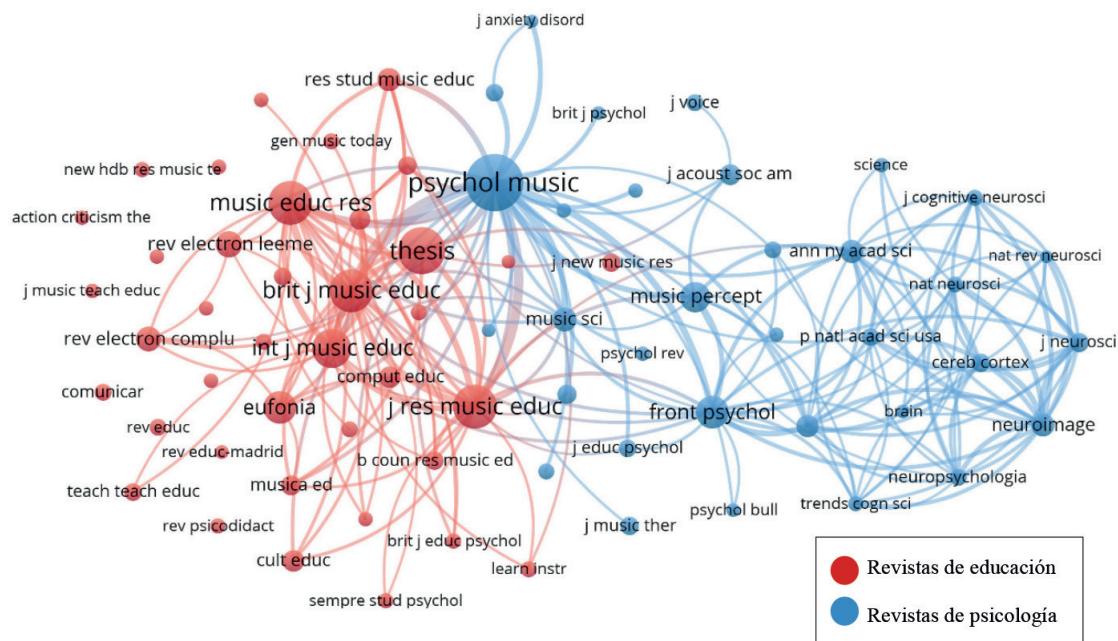 j anxiety disord
res stud music educ
brit j psychol
j voice
gen music today
new hdb res music te
psychol music
j acoust soc am
science
j cognitive neurosci
music educ res
action criticism the
rev electron leeme
thesis
j new music res
ann ny acad sci
nat rev neurosci
nat neurosci
j music teach educ
brit j music educ
music percept
music sci
rev electron complu
int j music educ
psychol rev
p natl acad sci usa
j neurosci
cereb cortex
comput educ
comunicar
eufonia
j res music educ
front psychol
brain
neuroimage
rev educ
rev educ-madrid
j educ psychol
b coun res music ed
teach teach educ
musica ed
neuropsychologia
trends cogn sci
psychol bull
rev psicodidact
j music ther
brit j educ psychol
cult educ
learn instr
sempre stud psychol
Revistas de educación
Revistas de psicología